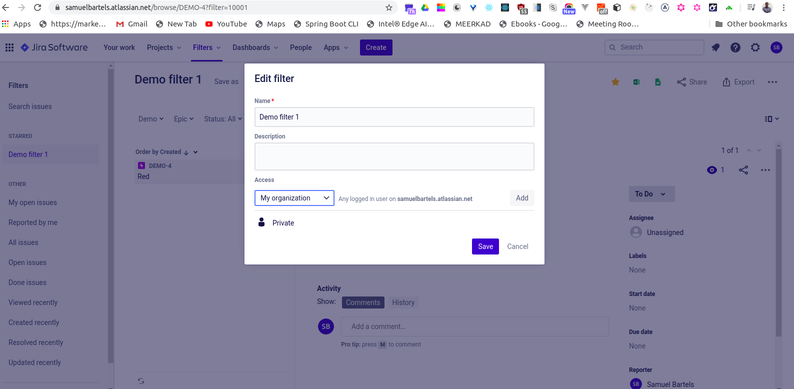 samuelbartels.atlassian.net/browse/DEMO-4?filter=10001
Apps
https://marke...
Gmail
New Tab
YouTube
Maps
Spring Boot CLI
Intel® Edge AI...
MEERKAD
Ebooks - Goog...
Meeting Roo...
Other bookmarks
Jira Software
Your work
Projects
Filters
Dashboards
People
Apps
Create
Search
SB
Filters
Search issues
STARRED
Demo filter 1
OTHER
My open issues
Reported by me
All issues
Open issues
Done issues
Viewed recently
Created recently
Resolved recently
Updated recently
Demo filter 1
Save as
Share
Export
Demo
Epic
Status: All
Order by Created
DEMO-4
Red
Edit filter
Name*
Demo filter 1
Description
Access
My organization
Any logged in user on samuelbartels.atlassian.net
Add
Private
Save
Cancel
Activity
Show:
Comments
History
SB
Add a comment...
Pro tip: press M to comment
1 of 1
1
To Do
Assignee
Unassigned
Labels
None
Start date
None
Due date
None
Reporter
SB
Samuel Bartels